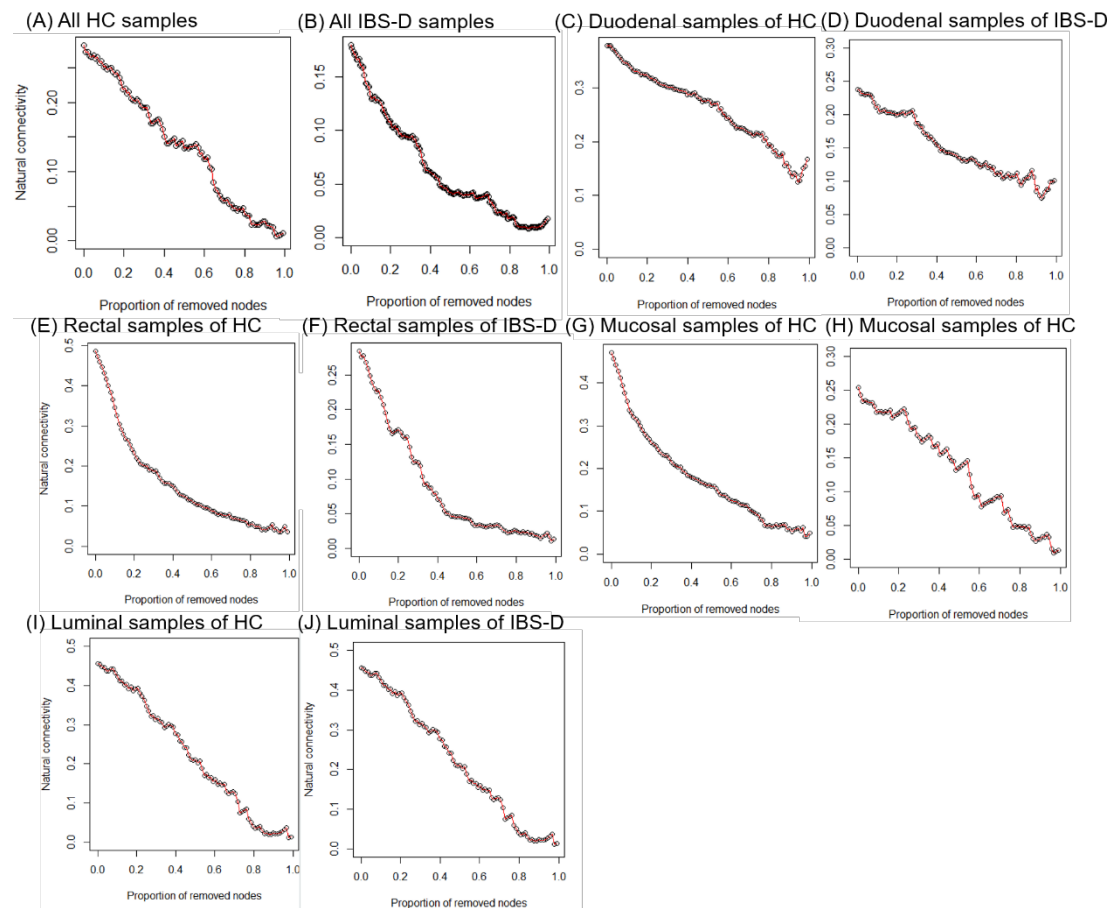 (A) All HC samples
(B) All IBS-D samples
(C) Duodenal samples of HC
(D) Duodenal samples of IBS-D
Natural connectivity
0.20
0.10
0.00
0.0 0.2 0.4 0.6 0.8 1.0
Proportion of removed nodes
0.15
0.10
0.05
0.00
0.0 0.2 0.4 0.6 0.8 1.0
Proportion of removed nodes
0.3
0.2
0.1
0.0
0.0 0.2 0.4 0.6 0.8 1.0
Proportion of removed nodes
0.30
0.25
0.20
0.15
0.10
0.05
0.00
0.0 0.2 0.4 0.6 0.8 1.0
Proportion of removed nodes
(E) Rectal samples of HC
(F) Rectal samples of IBS-D
(G) Mucosal samples of HC
(H) Mucosal samples of HC
Natural connectivity
0.5
0.4
0.3
0.2
0.1
0.0
0.0 0.2 0.4 0.6 0.8 1.0
Proportion of removed nodes
0.25
0.20
0.15
0.10
0.05
0.00
0.0 0.2 0.4 0.6 0.8 1.0
Proportion of removed nodes
0.4
0.3
0.2
0.1
0.0
0.0 0.2 0.4 0.6 0.8 1.0
Proportion of removed nodes
0.30
0.25
0.20
0.15
0.10
0.05
0.00
0.0 0.2 0.4 0.6 0.8 1.0
Proportion of removed nodes
(I) Luminal samples of HC
(J) Luminal samples of IBS-D
Natural connectivity
0.5
0.4
0.3
0.2
0.1
0.0
0.0 0.2 0.4 0.6 0.8 1.0
Proportion of removed nodes
Natural connectivity
0.5
0.4
0.3
0.2
0.1
0.0
0.0 0.2 0.4 0.6 0.8 1.0
Proportion of removed nodes